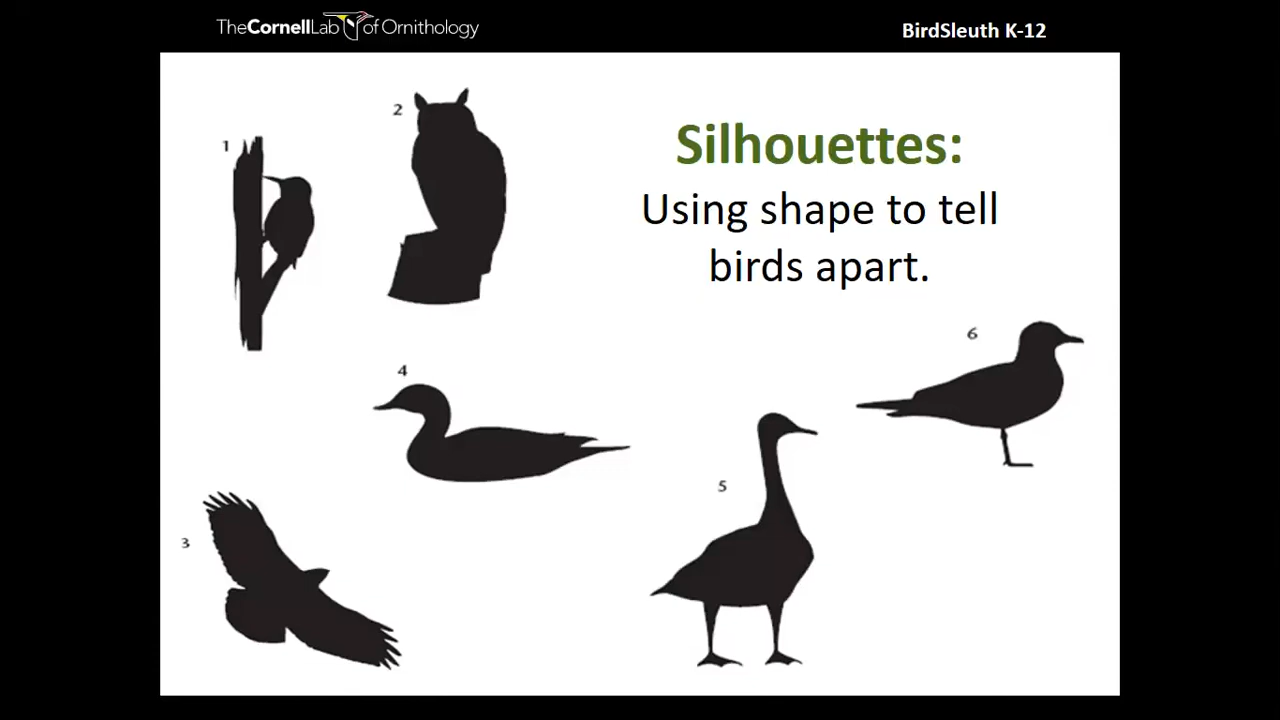 TheCornellLab of Ornithology
BirdSleuth K-12
1
2
Silhouettes:
Using shape to tell
birds apart.
6
4
5
3